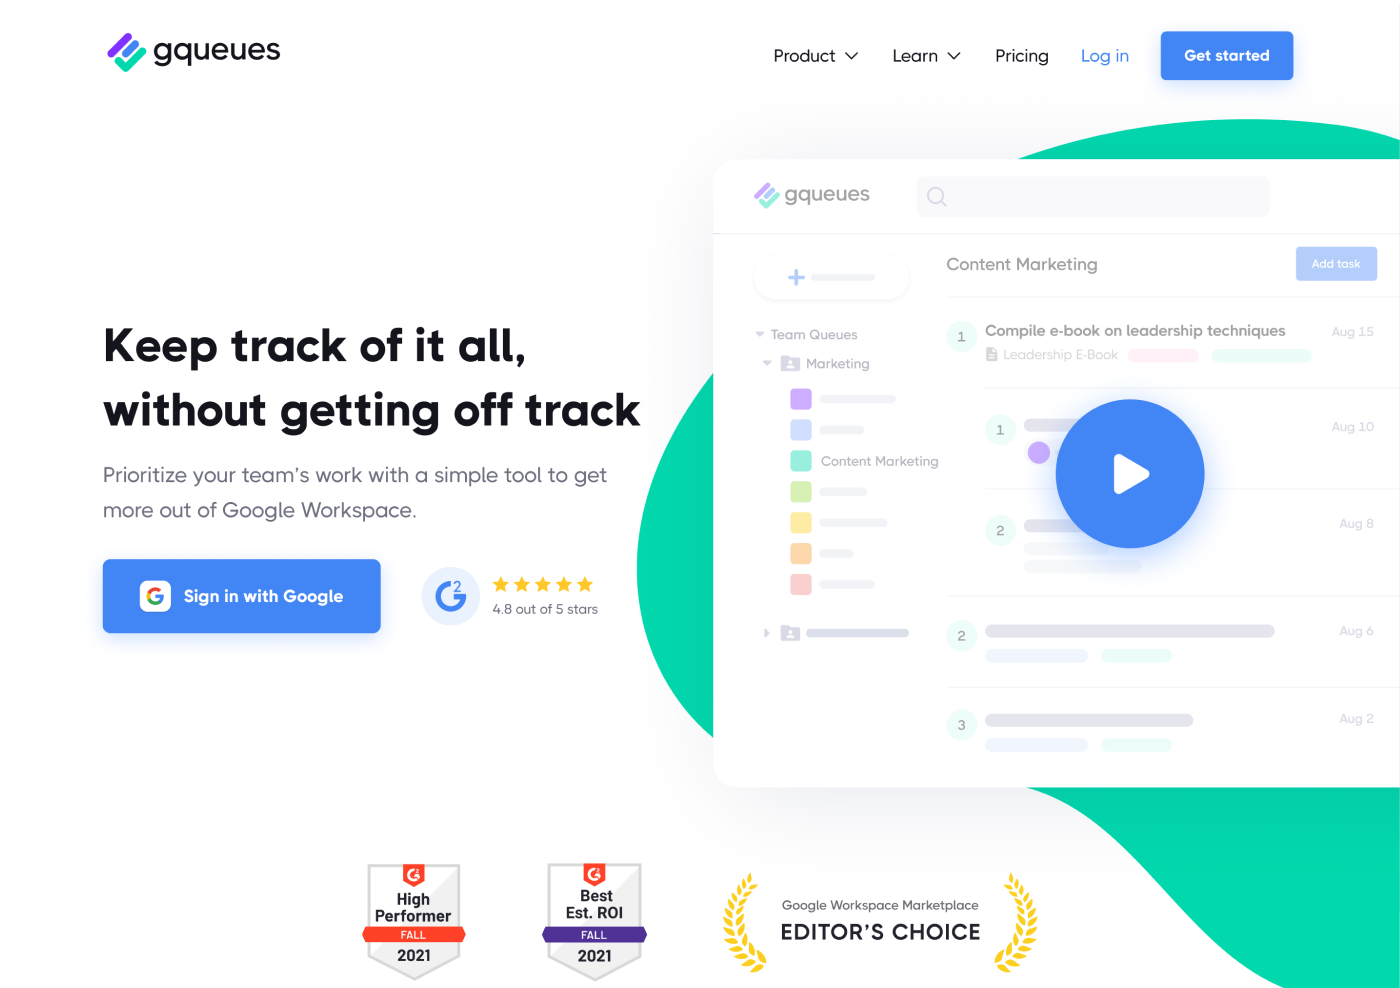 gqueues
Product
Learn
Pricing
Log in
Get started
Keep track of it all,
without getting off track
Prioritize your team's work with a simple tool to get
more out of Google Workspace.
Sign in with Google
G2
4.8 out of 5 stars
gqueues
Content Marketing
Add task
Team Queues
Marketing
Content Marketing
1
Compile e-book on leadership techniques
Aug 15
Leadership E-Book
1
Aug 10
2
Aug 8
2
Aug 6
3
Aug 2
High
Performer
FALL
2021
Best
Est. ROI
FALL
2021
Google Workspace Marketplace
EDITOR'S CHOICE